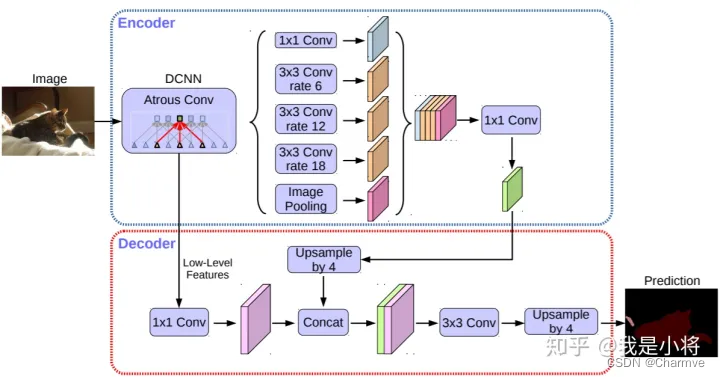 Encoder
Image
DCNN
Atrous Conv
1x1 Conv
3x3 Conv
rate 6
3x3 Conv
rate 12
3x3 Conv
rate 18
Image
Pooling
1x1 Conv
Decoder
Low-Level
Features
Upsample
by 4
1x1 Conv
Concat
3x3 Conv
Upsample
by 4
Prediction
知乎 @我是小将
CSDN @Charmve